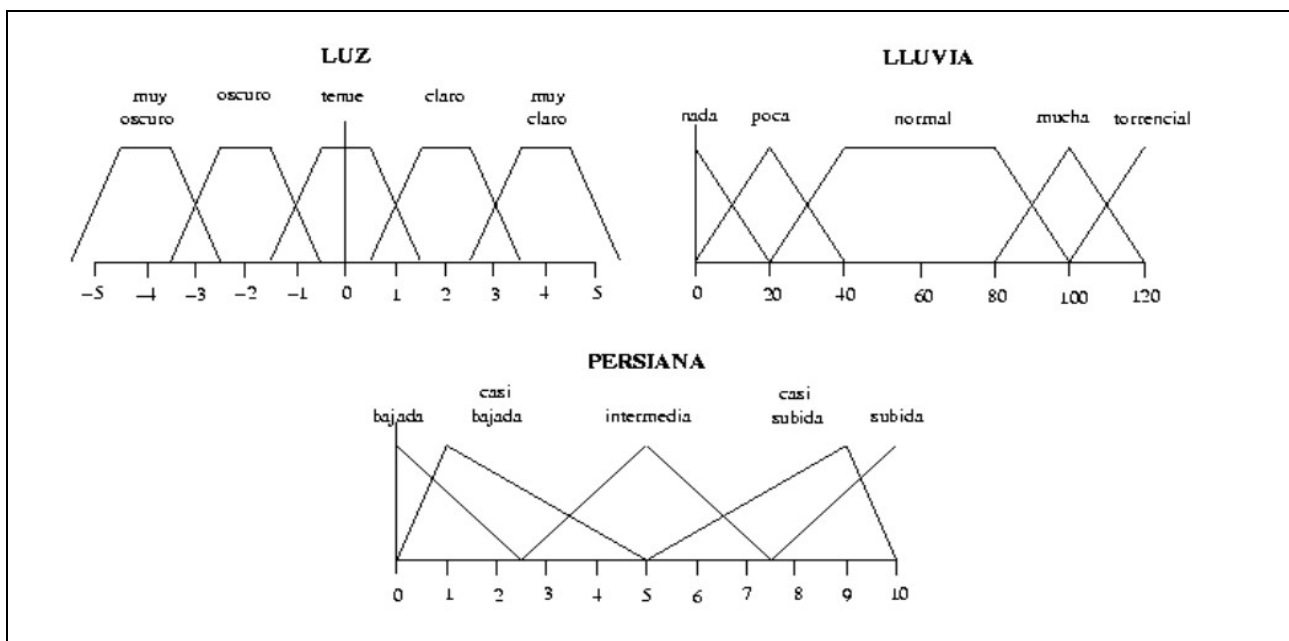 LUZ
muy oscuro
oscuro
tenue
claro
muy claro
−5 −4 −3 −2 −1 0 1 2 3 4 5
LLUVIA
nada poca normal mucha torrencial
0 20 40 60 80 100 120
PERSIANA
bajada
casi bajada
intermedia
casi subida
subida
0 1 2 3 4 5 6 7 8 9 10